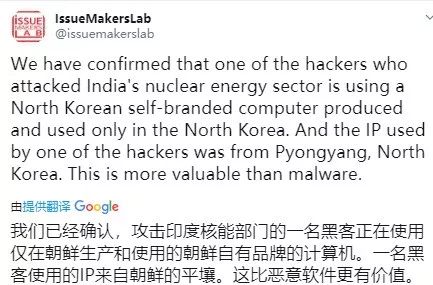 ISSUE
MAKERS
LAB
IssueMakersLab
@issuemakerslab
We have confirmed that one of the hackers who
attacked India's nuclear energy sector is using a
North Korean self-branded computer produced
and used only in the North Korea. And the IP used
by one of the hackers was from Pyongyang, North
Korea. This is more valuable than malware.
由提供翻译 Google
我们已经确认，攻击印度核能部门的一名黑客正在使用
仅在朝鲜生产和使用的朝鲜自有品牌的计算机。一名黑
客使用的IP来自朝鲜的平壤。这比恶意软件更有价值。